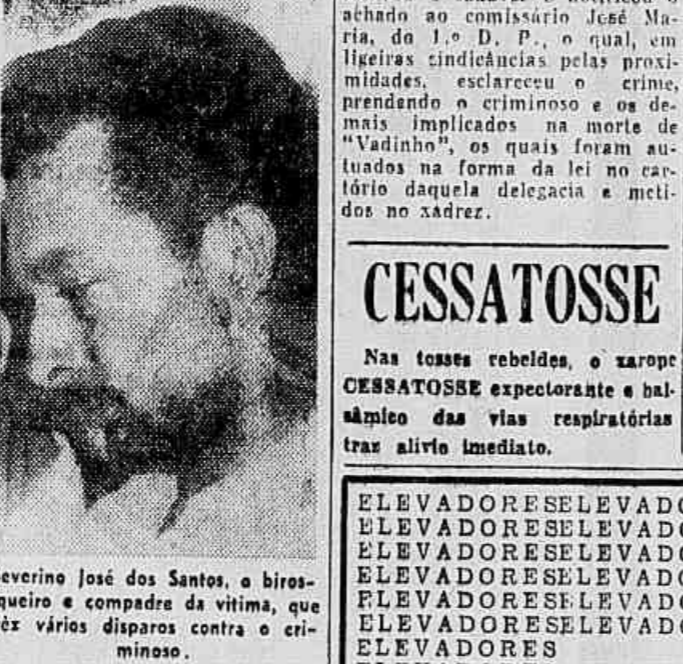 everino José dos Santos, o biros-
queiro e compadre da vitima, que
êz vários disparos contra o cri-
minoso.
achado ao comissário José Ma-
ria, do 1.º D. P., o qual, em
ligeiras sindicâncias pelas proxi-
midades, esclareceu o crime,
prendendo o criminoso e os de-
mais implicados na morte de
"Vadinho", os quais foram au-
tuados na forma da lei no car-
tório daquela delegacia e meti-
dos no xadrez.
CESSATOSSE
Nas tosses rebeldes, o xarope
CESSATOSSE expectorante e bal-
sâmico das vias respiratórias
traz alivio imediato.
ELEVADORESELEVADO
ELEVADORESELEVADO
ELEVADORESELEVADO
ELEVADORESELEVADO
ELEVADORESELEVADO
ELEVADORESELEVADO
ELEVADORES